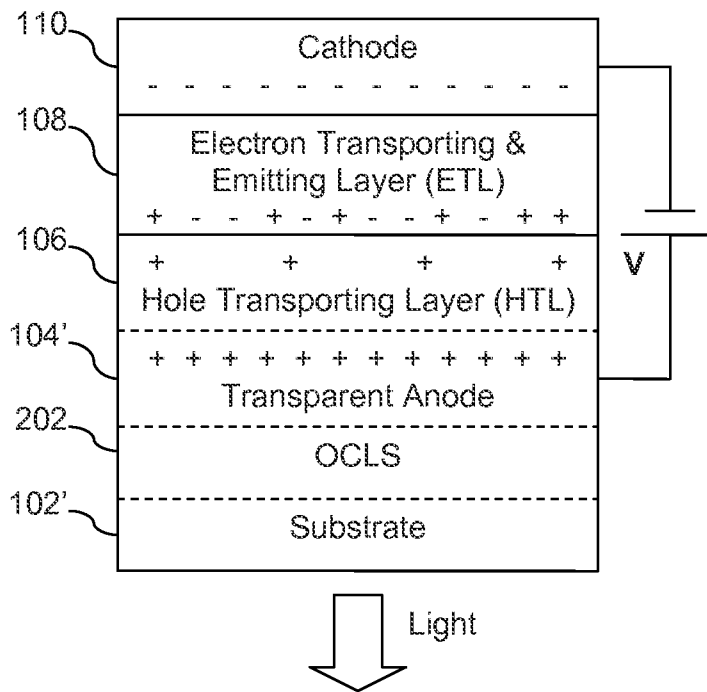 110
Cathode
- - - - - - - - - - - -
108
Electron Transporting &
Emitting Layer (ETL)
+ - - + - + - - + - + +
106
+ + + +
V
Hole Transporting Layer (HTL)
104’
+ + + + + + + + + + + +
Transparent Anode
202
OCLS
102’
Substrate
Light